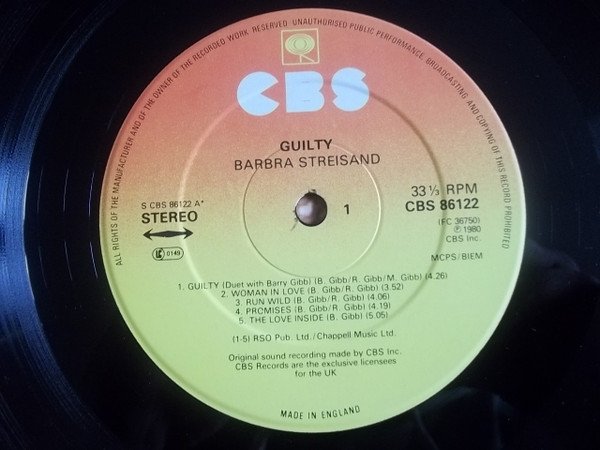 ALL RIGHTS OF THE MANUFACTURER AND OF THE OWNER OF THE RECORDED WORK RESERVED. UNAUTHORISED PUBLIC PERFORMANCE, BROADCASTING AND COPYING OF THIS RECORD PROHIBITED
CBS
GUILTY
BARBRA STREISAND
S CBS 86122 A*
STEREO
LC 0149
1
33 ⅓ RPM
CBS 86122
(FC 36750)
℗ 1980
CBS Inc.
MCPS/BIEM
1. GUILTY (Duet with Barry Gibb) (B. Gibb/R. Gibb/M. Gibb) (4.26)
2. WOMAN IN LOVE (B. Gibb/R. Gibb) (3.52)
3. RUN WILD (B. Gibb/R. Gibb) (4.06)
4. PROMISES (B. Gibb/R. Gibb) (4.19)
5. THE LOVE INSIDE (B. Gibb) (5.05)
(1-5) RSO Pub. Ltd./Chappell Music Ltd.
Original sound recording made by CBS Inc.
CBS Records are the exclusive licensees
for the UK
MADE IN ENGLAND